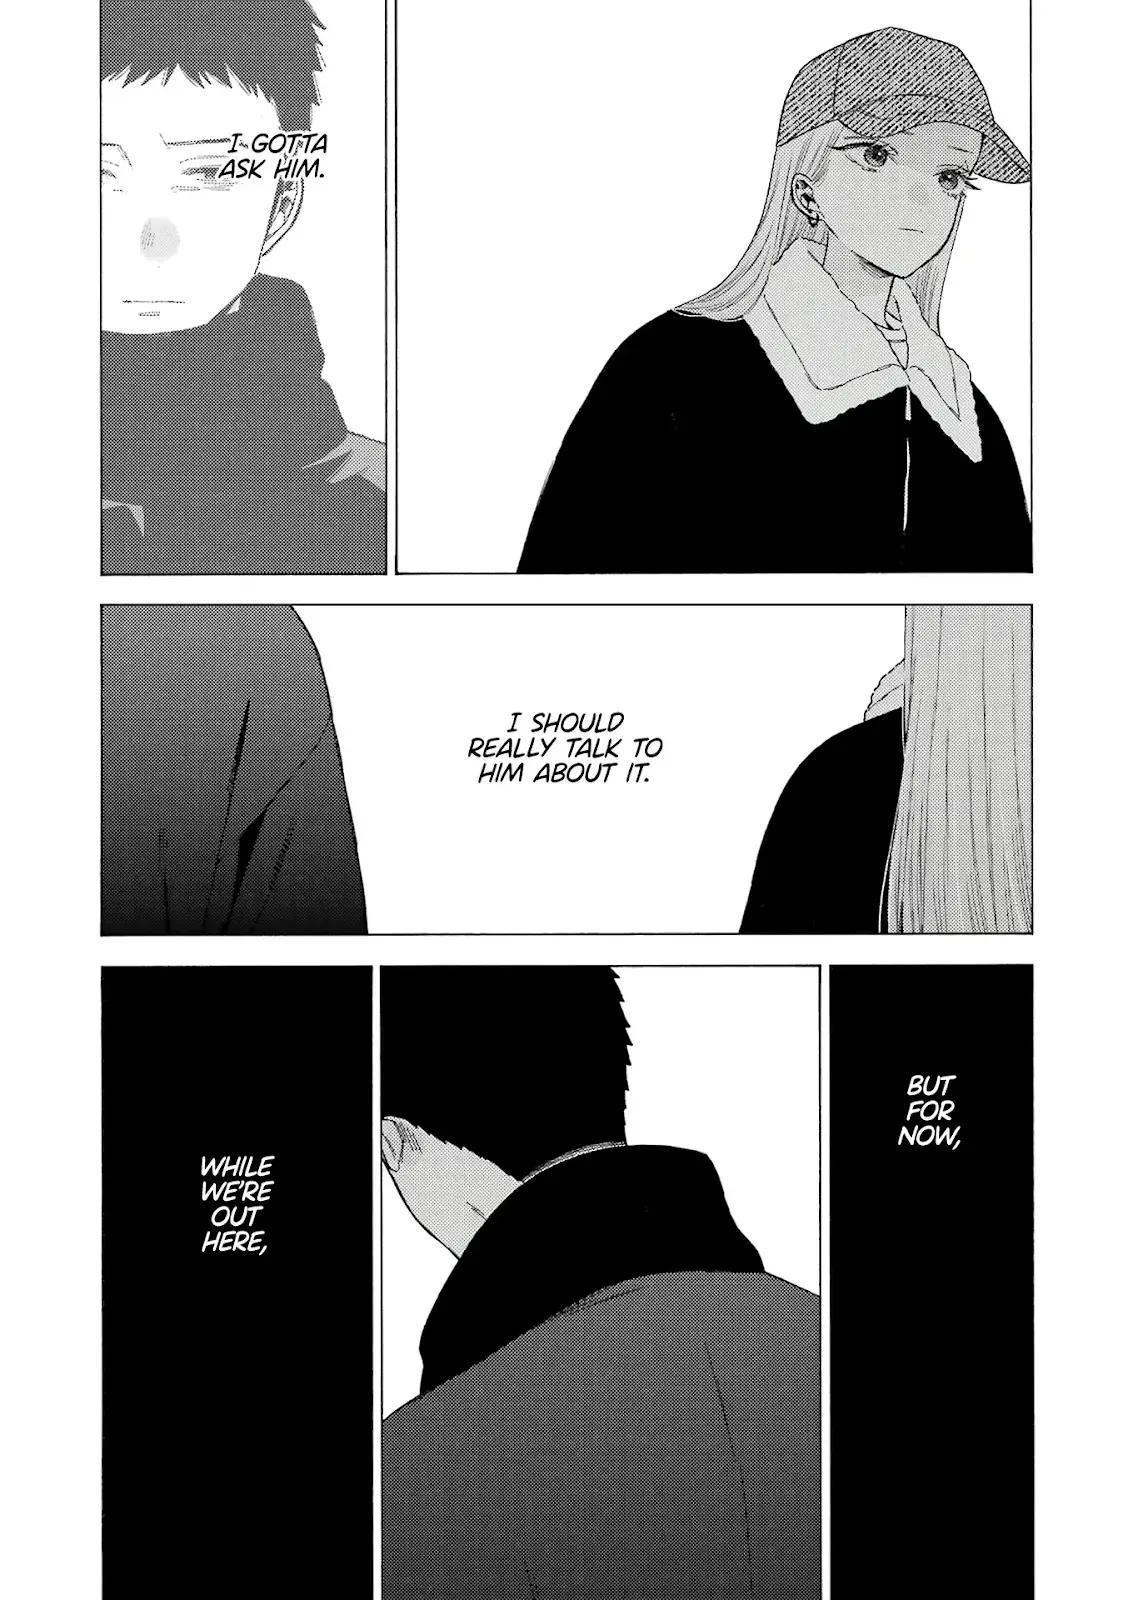 I GOTTA
ASK HIM.
I SHOULD
REALLY TALK TO
HIM ABOUT IT.
BUT
FOR
NOW,
WHILE
WE'RE
OUT
HERE,